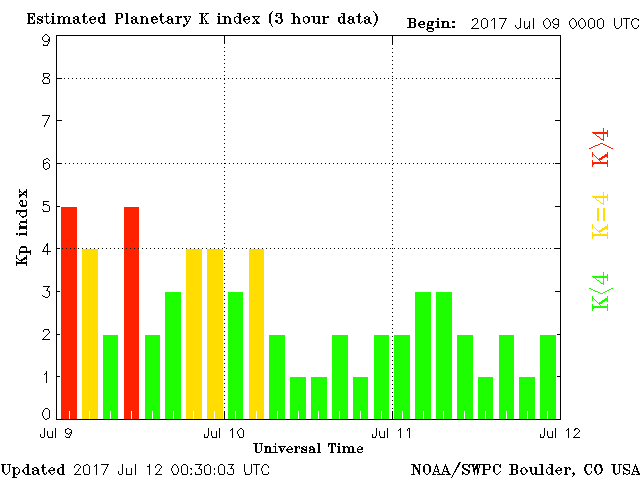 Estimated Planetary K index (3 hour data) Begin: 2017 Jul 09 0000 UTC
9
8
7
6
5
4
3
2
1
0
Kp index
K>4
K=4
K<4
Jul 9 Jul 10 Jul 11 Jul 12
Universal Time
Updated 2017 Jul 12 00:30:03 UTC NOAA/SWPC Boulder, CO USA